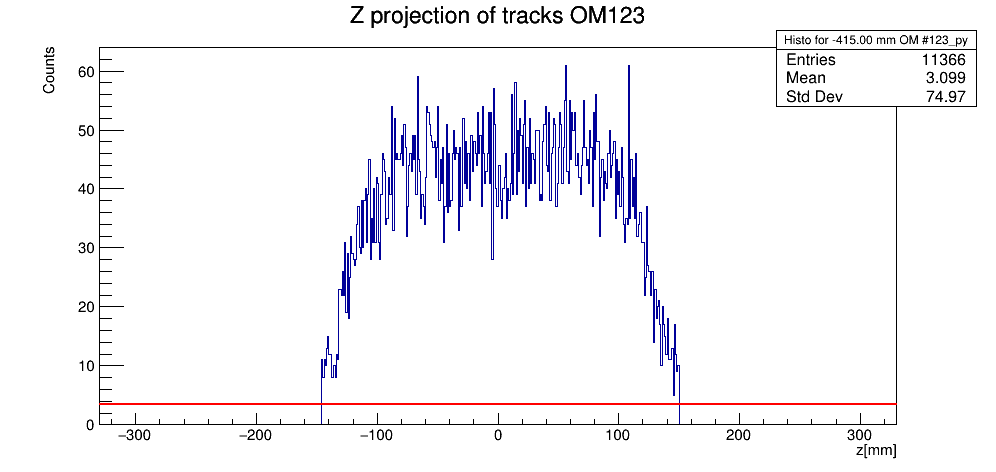 Z projection of tracks OM123
Histo for -415.00 mm OM #123_py
Entries 11366
Mean 3.099
Std Dev 74.97
Counts
60
50
40
30
20
10
0
−300 −200 −100 0 100 200 300
z[mm]